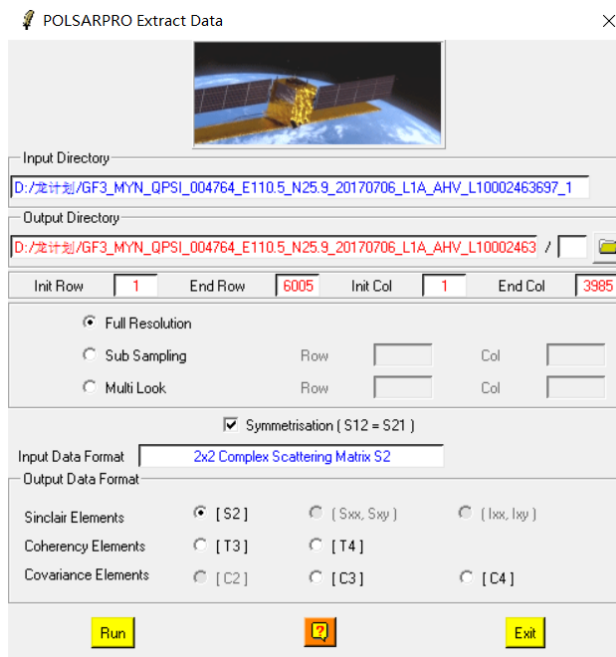 POLSARPRO Extract Data
Input Directory
D:/龙计划/GF3_MYN_QPSI_004764_E110.5_N25.9_20170706_L1A_AHV_L10002463697_1
Output Directory
D:/龙计划/GF3_MYN_QPSI_004764_E110.5_N25.9_20170706_L1A_AHV_L10002463 /
Init Row 1 End Row 6005 Init Col 1 End Col 3985
Full Resolution
Sub Sampling Row Col
Multi Look Row Col
Symmetrisation ( S12 = S21 )
Input Data Format 2x2 Complex Scattering Matrix S2
Output Data Format
Sinclair Elements [ S2 ] ( Sxx, Sxy ) ( Ixx, Ixy )
Coherency Elements [ T3 ] [ T4 ]
Covariance Elements [ C2 ] [ C3 ] [ C4 ]
Run ? Exit